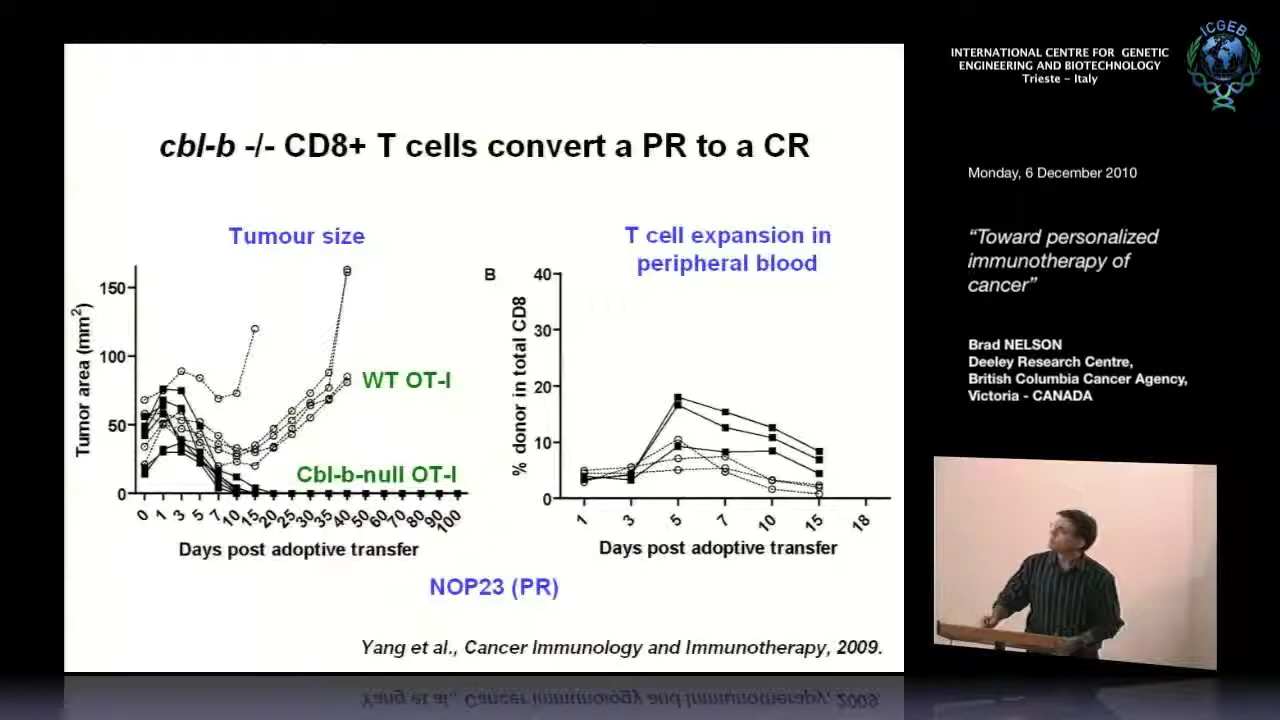 cbl-b -/- CD8+ T cells convert a PR to a CR
Tumour size
150
100
50
0
Tumor area (mm2)
WT OT-I
Cbl-b-null OT-I
0 1 3 5 7 10 15 20 25 30 35 40 50 60 70 80 90 100
Days post adoptive transfer
T cell expansion in
peripheral blood
B
40
30
20
10
0
% donor in total CD8
1 3 5 7 10 15 18
Days post adoptive transfer
NOP23 (PR)
Yang et al., Cancer Immunology and Immunotherapy, 2009.
INTERNATIONAL CENTRE FOR GENETIC
ENGINEERING AND BIOTECHNOLOGY
Trieste - Italy
ICGEB
Monday, 6 December 2010
“Toward personalized
immunotherapy of
cancer”
Brad NELSON
Deeley Research Centre,
British Columbia Cancer Agency,
Victoria - CANADA